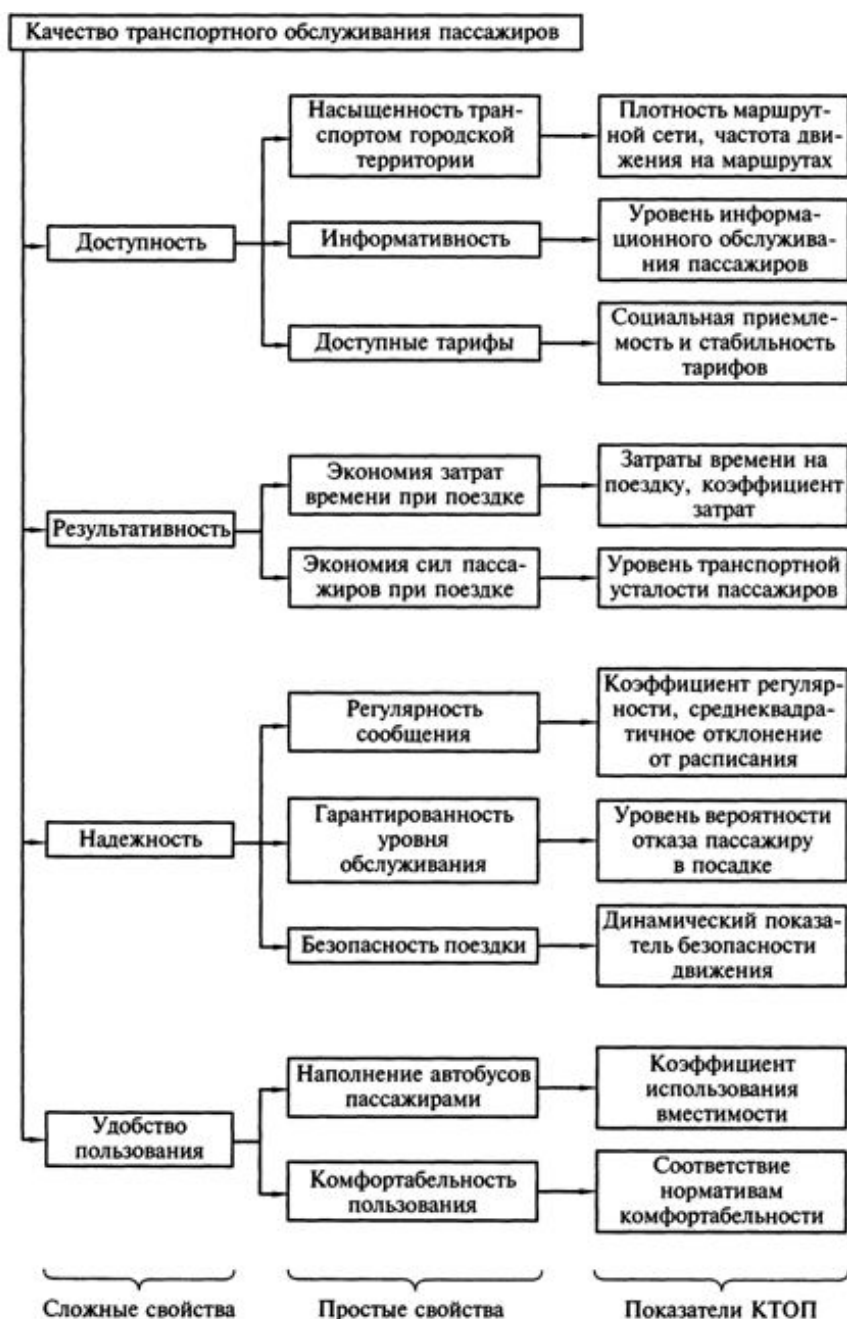 Качество транспортного обслуживания пассажиров
Насыщенность тран-
спортом городской
территории
Плотность маршрут-
ной сети, частота дви-
жения на маршрутах
Доступность
Информативность
Уровень информа-
ционного обслужива-
ния пассажиров
Доступные тарифы
Социальная приемле-
мость и стабильность
тарифов
Результативность
Экономия затрат
времени при поездке
Затраты времени на
поездку, коэффициент
затрат
Экономия сил пасса-
жиров при поездке
Уровень транспортной
усталости пассажиров
Надежность
Регулярность
сообщения
Коэффициент регуляр-
ности, среднеквадра-
тичное отклонение
от расписания
Гарантированность
уровня
обслуживания
Уровень вероятности
отказа пассажиру
в посадке
Безопасность поездки
Динамический показа-
тель безопасности
движения
Удобство
пользования
Наполнение автобусов
пассажирами
Коэффициент
использования
вместимости
Комфортабельность
пользования
Соответствие
нормативам
комфортабельности
Сложные свойства
Простые свойства
Показатели КТОП